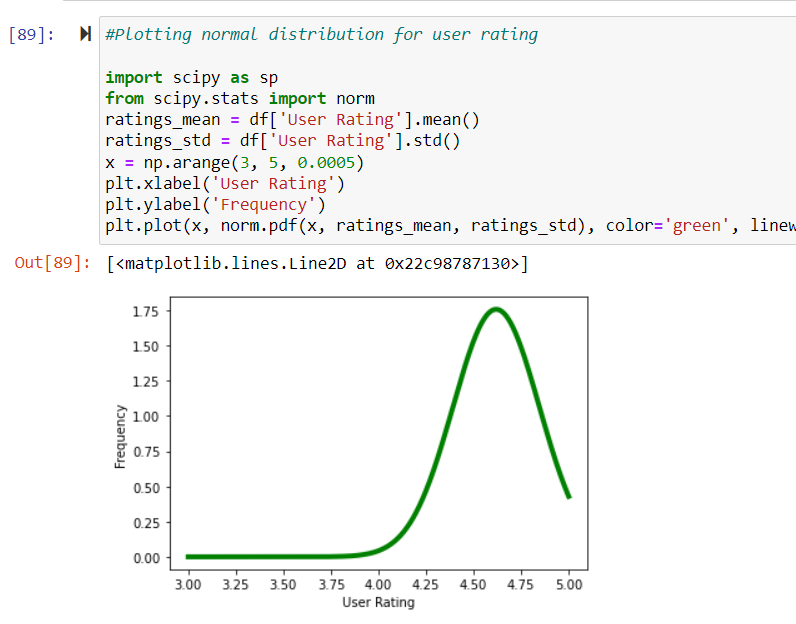 [89]:
#Plotting normal distribution for user rating
import scipy as sp
from scipy.stats import norm
ratings_mean = df['User Rating'].mean()
ratings_std = df['User Rating'].std()
x = np.arange(3, 5, 0.0005)
plt.xlabel('User Rating')
plt.ylabel('Frequency')
plt.plot(x, norm.pdf(x, ratings_mean, ratings_std), color='green', linew
Out[89]: [<matplotlib.lines.Line2D at 0x22c98787130>]
1.75
1.50
1.25
1.00
0.75
0.50
0.25
0.00
Frequency
3.00 3.25 3.50 3.75 4.00 4.25 4.50 4.75 5.00
User Rating